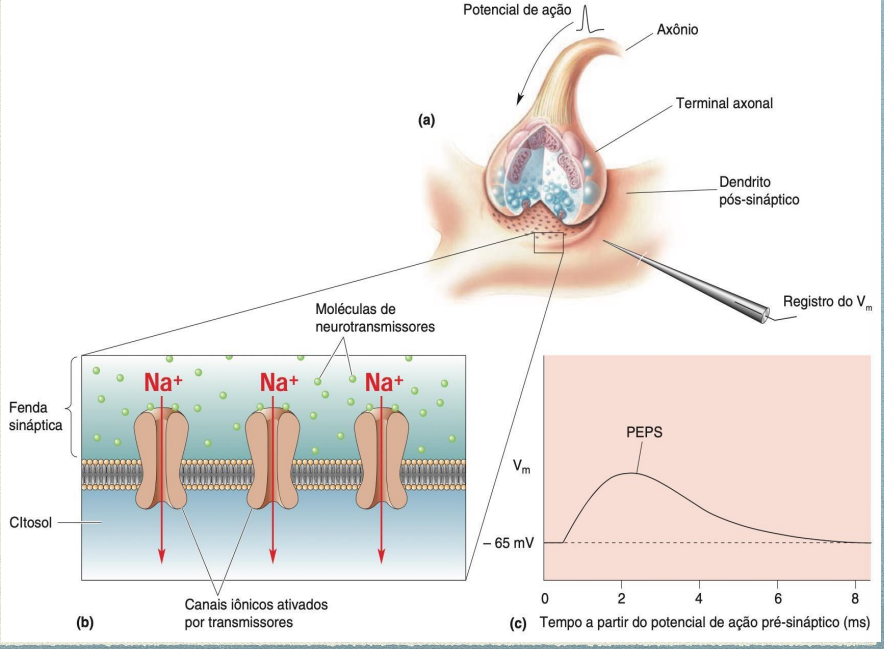 Potencial de ação
Axônio
(a)
Terminal axonal
Dendrito
pós-sináptico
Registro do Vm
Moléculas de
neurotransmissores
Na+ Na+ Na+
Fenda
sináptica
CItosol
Canais iônicos ativados
por transmissores
(b)
PEPS
Vm
– 65 mV
0 2 4 6 8
(c) Tempo a partir do potencial de ação pré-sináptico (ms)